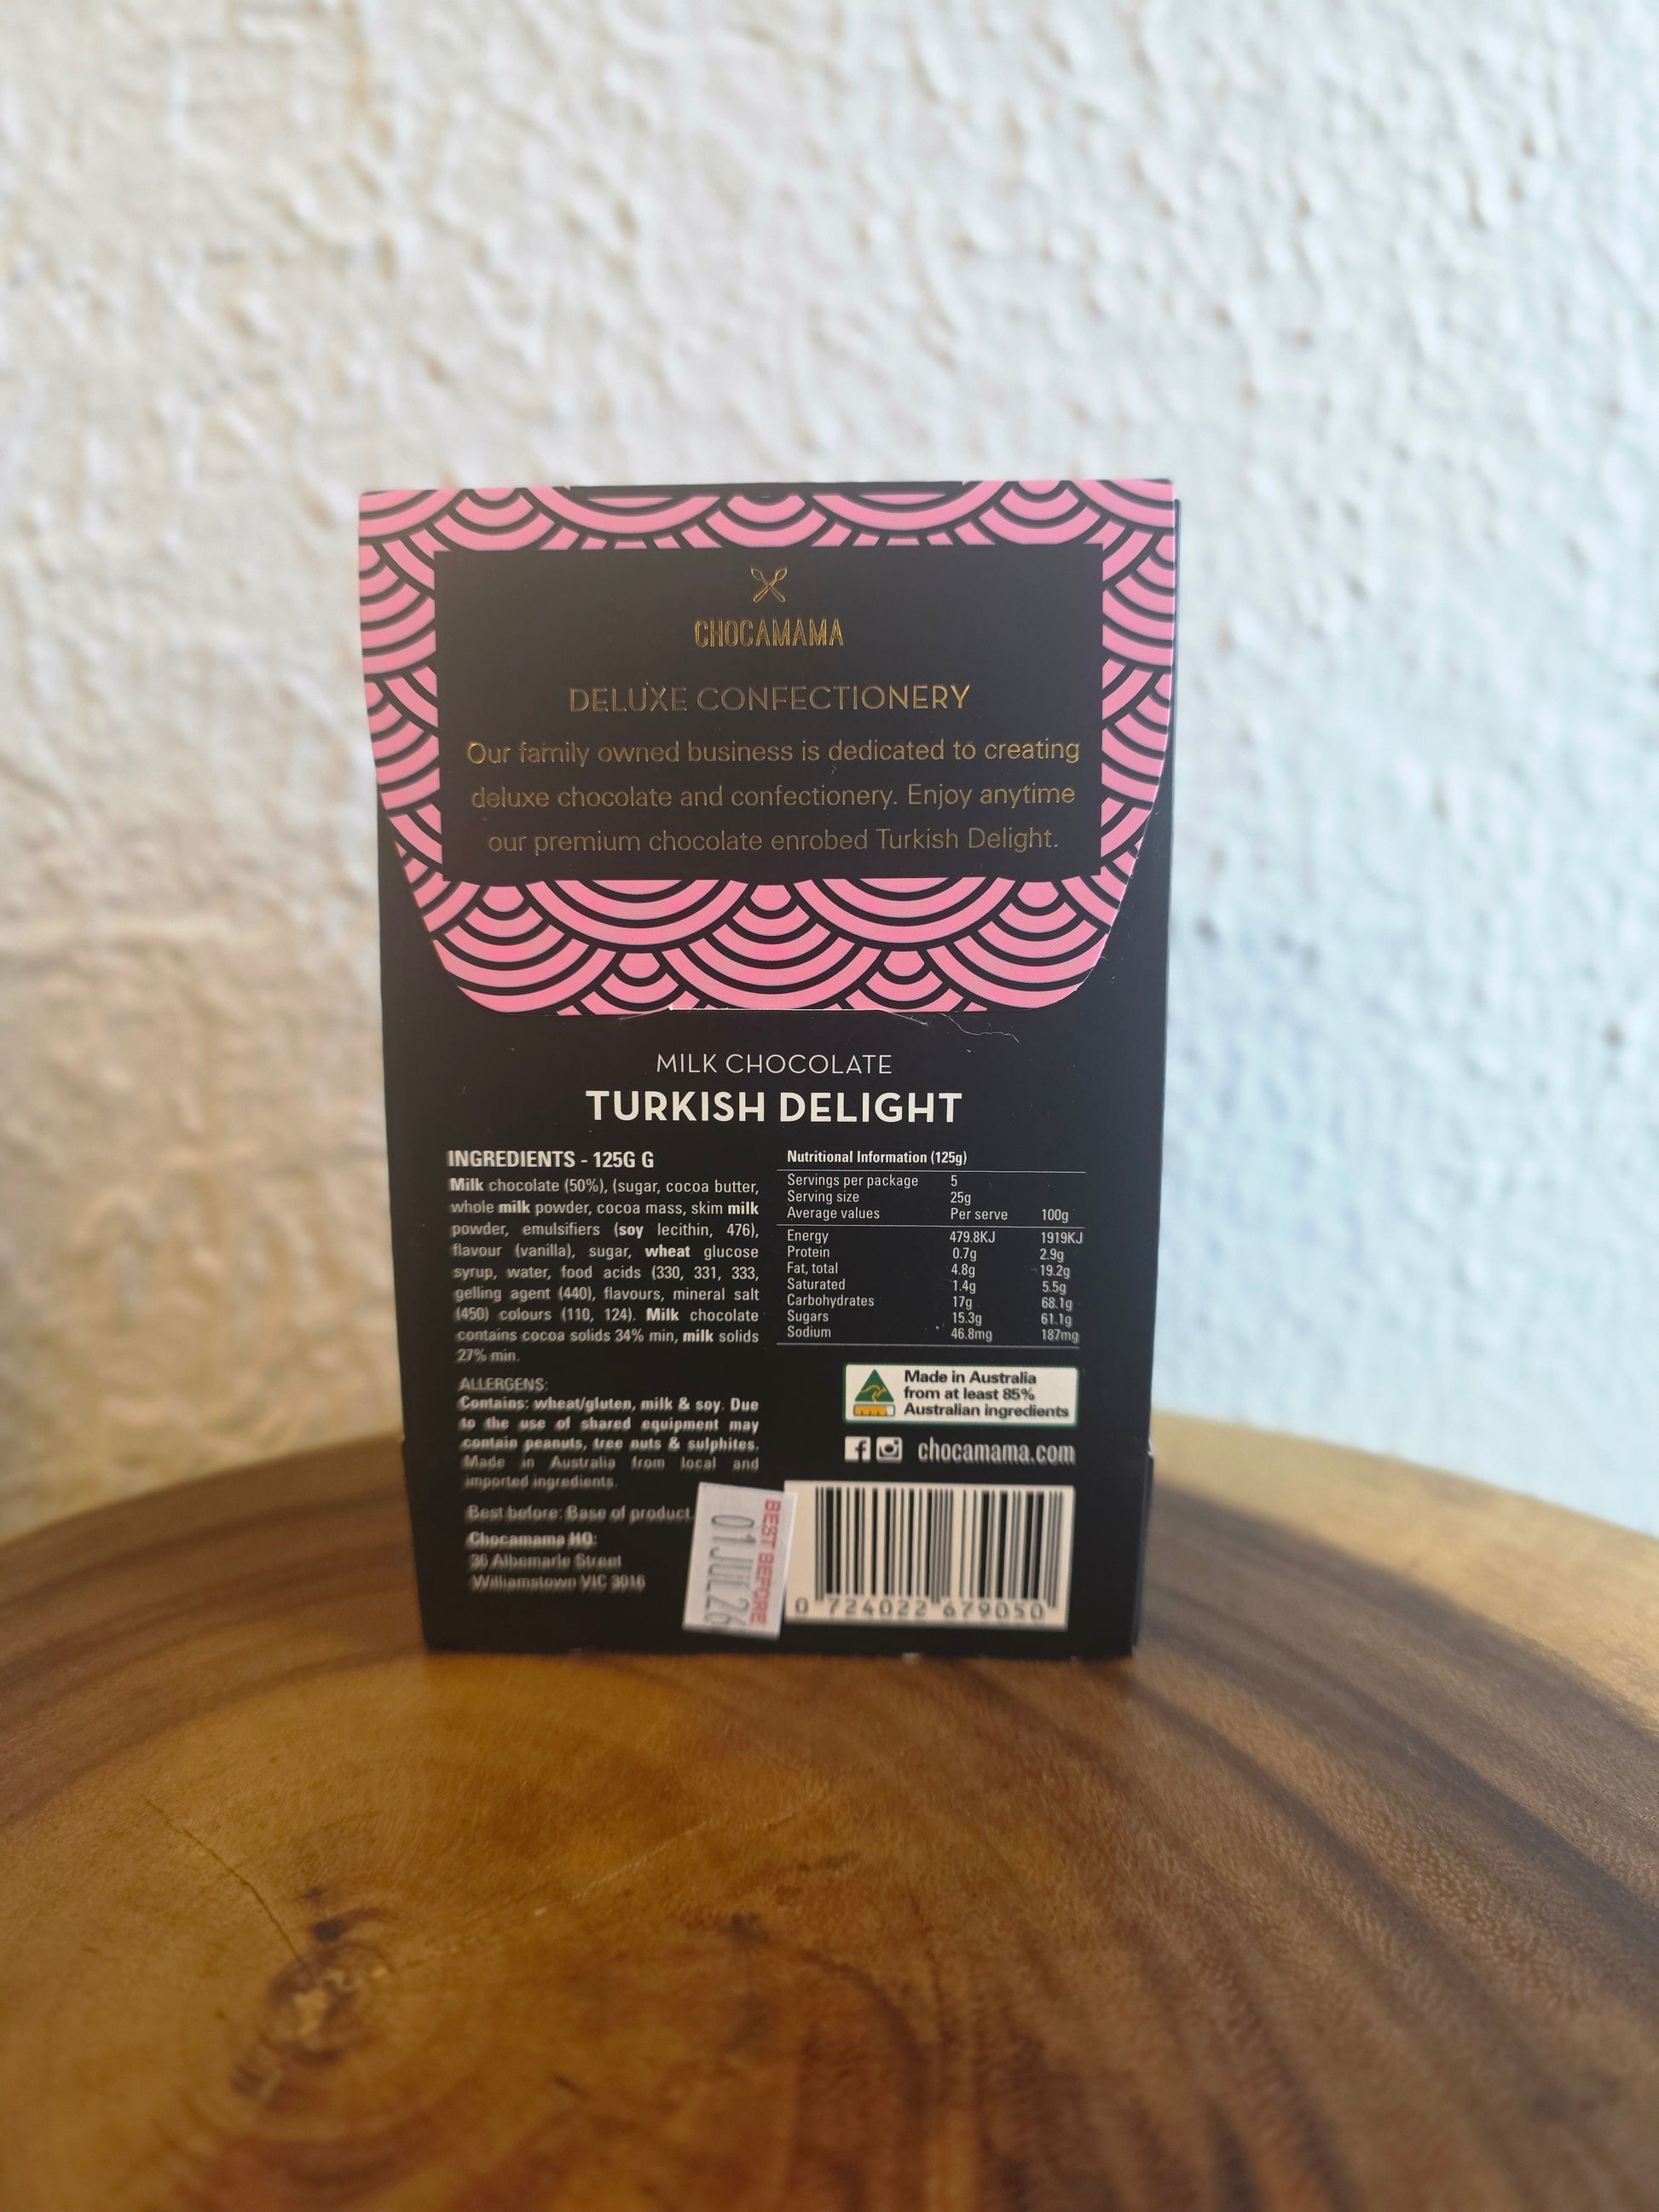 CHOCAMAMA
DELUXE CONFECTIONERY
Our family owned business is dedicated to creating
deluxe chocolate and confectionery. Enjoy anytime
our premium chocolate enrobed Turkish Delight.
MILK CHOCOLATE
TURKISH DELIGHT
INGREDIENTS - 125G G
Milk chocolate (50%), (sugar, cocoa butter,
whole milk powder, cocoa mass, skim milk
powder, emulsifiers (soy lecithin, 476),
flavour (vanilla), sugar, wheat glucose
syrup, water, food acids (330, 331, 333,
gelling agent (440), flavours, mineral salt
(450) colours (110, 124). Milk chocolate
contains cocoa solids 34% min, milk solids
27% min.
ALLERGENS:
Contains: wheat/gluten, milk & soy. Due
to the use of shared equipment may
contain peanuts, tree nuts & sulphites.
Made in Australia from local and
imported ingredients.
Best before: Base of product.
Chocamama HQ:
36 Albemarle Street
Williamstown VIC 3016
Nutritional Information (125g)
Servings per package 5
Serving size 25g
Average values Per serve 100g
Energy 479.8KJ 1919KJ
Protein 0.7g 2.9g
Fat, total 4.8g 19.2g
Saturated 1.4g 5.5g
Carbohydrates 17g 68.1g
Sugars 15.3g 61.1g
Sodium 46.8mg 187mg
Made in Australia
from at least 85%
Australian ingredients
chocamama.com
BEST BEFORE
01 JUL 26
0 724022 679050